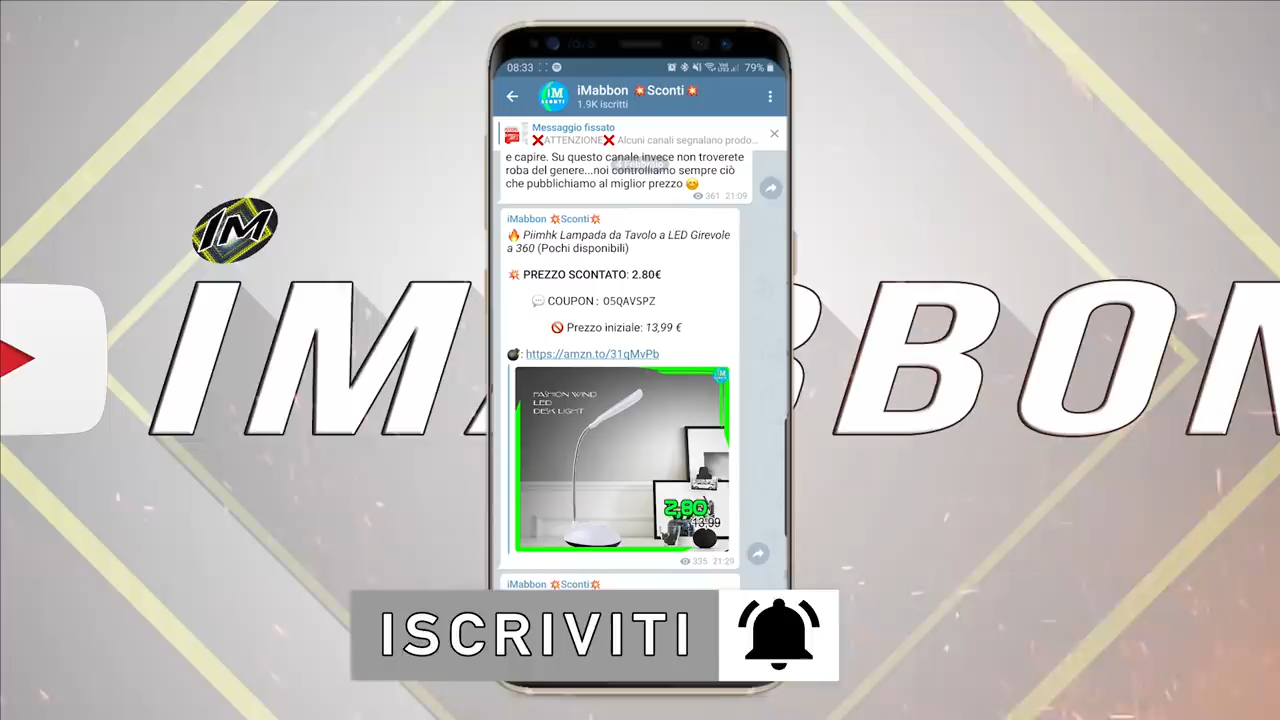 08:33
79%
iMabbon 💥Sconti💥
1.9K iscritti
Messaggio fissato
❌ATTENZIONE❌ Alcuni canali segnalano prodo...
e capire. Su questo canale invece non troverete
roba del genere...noi controlliamo sempre ciò
che pubblichiamo al miglior prezzo 😊
361 21:09
iMabbon 💥Sconti💥
🔥 Piimhk Lampada da Tavolo a LED Girevole
a 360 (Pochi disponibili)
💥 PREZZO SCONTATO: 2.80€
💬 COUPON : 05QAVSPZ
🚫 Prezzo iniziale: 13,99 €
💣: https://amzn.to/31qMvPb
iM
SCONTI
FASHION WIND
LED
DESK LIGHT
2,80
13,99
335 21:29
iMabbon 💥Sconti💥
IM
ISCRIVITI